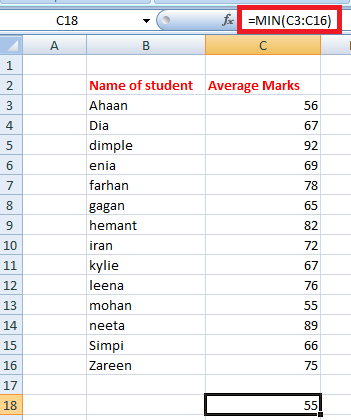 C18 fx =MIN(C3:C16)
A B C
1
2 Name of student Average Marks
3 Ahaan 56
4 Dia 67
5 dimple 92
6 enia 69
7 farhan 78
8 gagan 65
9 hemant 82
10 iran 72
11 kylie 67
12 leena 76
13 mohan 55
14 neeta 89
15 Simpi 66
16 Zareen 75
17
18 55